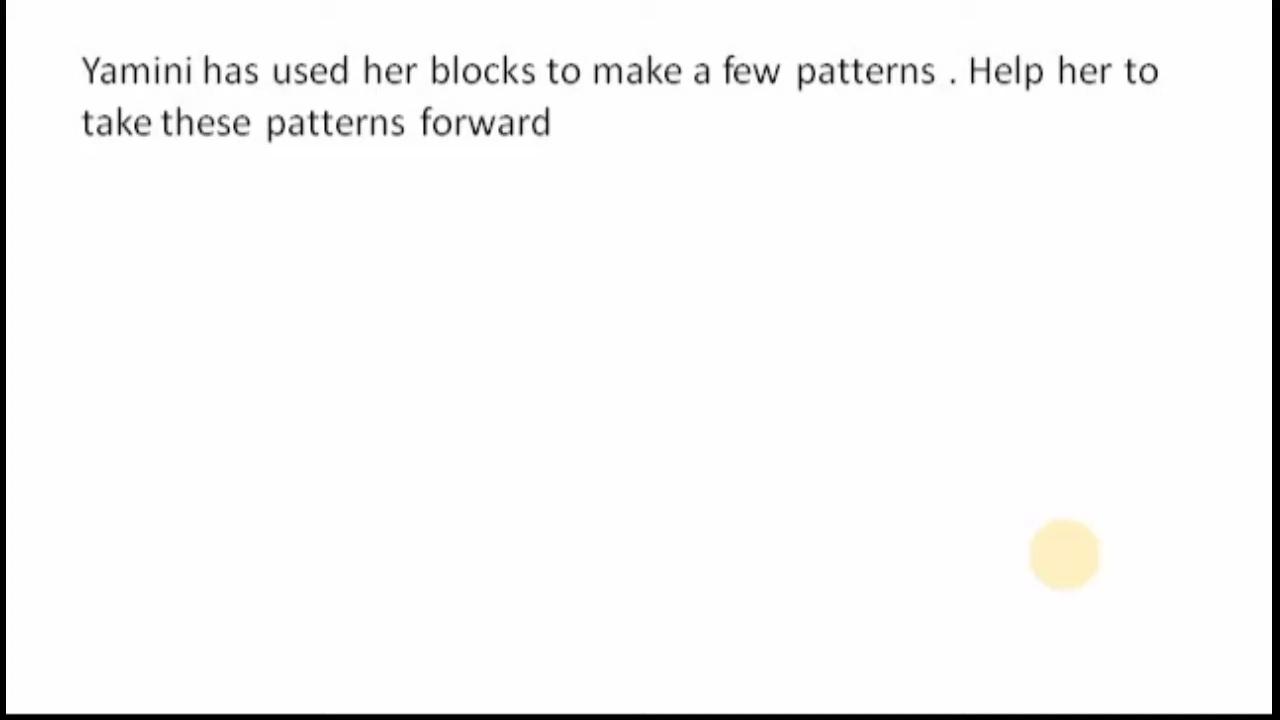 Yamini has used her blocks to make a few patterns . Help her to
take these patterns forward